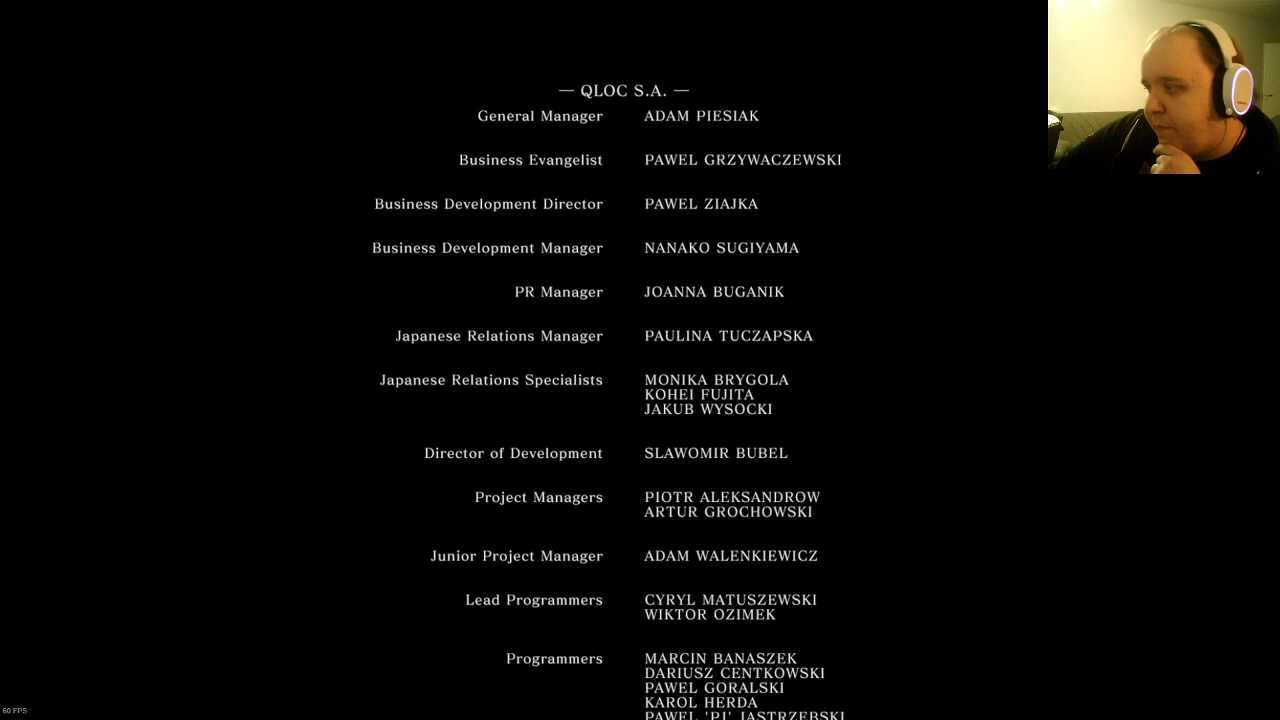 — QLOC S.A. —
General Manager ADAM PIESIAK
Business Evangelist PAWEL GRZYWACZEWSKI
Business Development Director PAWEL ZIAJKA
Business Development Manager NANAKO SUGIYAMA
PR Manager JOANNA BUGANIK
Japanese Relations Manager PAULINA TUCZAPSKA
Japanese Relations Specialists MONIKA BRYGOLA
KOHEI FUJITA
JAKUB WYSOCKI
Director of Development SLAWOMIR BUBEL
Project Managers PIOTR ALEKSANDROW
ARTUR GROCHOWSKI
Junior Project Manager ADAM WALENKIEWICZ
Lead Programmers CYRYL MATUSZEWSKI
WIKTOR OZIMEK
Programmers MARCIN BANASZEK
DARIUSZ CENTKOWSKI
PAWEL GORALSKI
KAROL HERDA
PAWEL 'PJ' JASTRZEBSKI
60 FPS